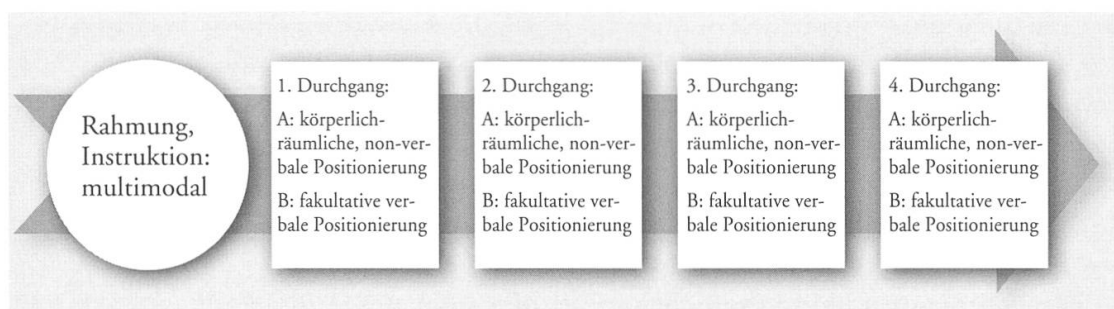 Rahmung,
Instruktion:
multimodal
1. Durchgang:
A: körperlich-
räumliche, non-ver-
bale Positionierung
B: fakultative ver-
bale Positionierung
2. Durchgang:
A: körperlich-
räumliche, non-ver-
bale Positionierung
B: fakultative ver-
bale Positionierung
3. Durchgang:
A: körperlich-
räumliche, non-ver-
bale Positionierung
B: fakultative ver-
bale Positionierung
4. Durchgang:
A: körperlich-
räumliche, non-ver-
bale Positionierung
B: fakultative ver-
bale Positionierung